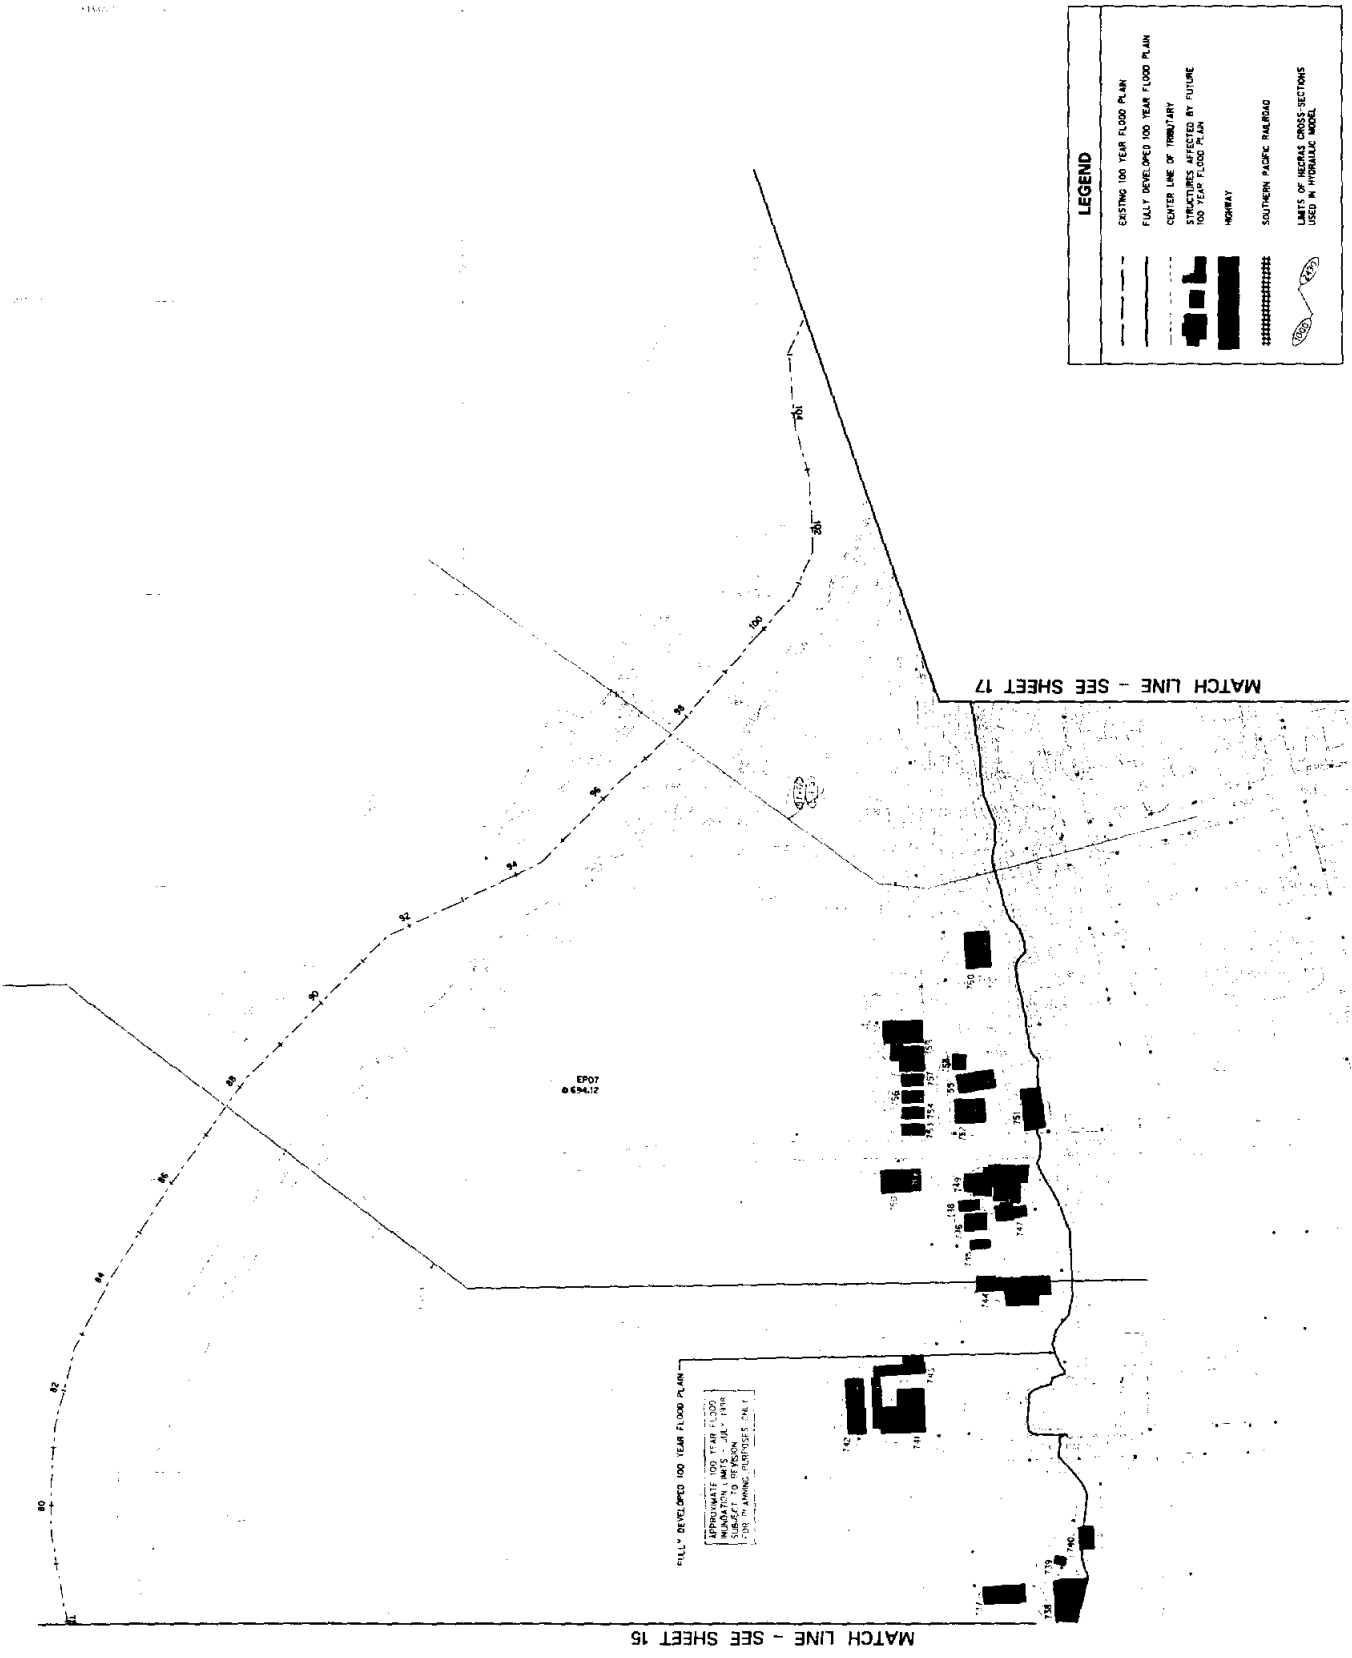 LEGEND
EXISTING 100 YEAR FLOOD PLAIN
FULLY DEVELOPED 100 YEAR FLOOD PLAIN
CENTER LINE OF TRIBUTARY
STRUCTURES AFFECTED BY FUTURE
100 YEAR FLOOD PLAIN
HIGHWAY
SOUTHERN PACIFIC RAILROAD
LIMITS OF HECRAS CROSS-SECTIONS
USED IN HYDRAULIC MODEL
1000
MATCH LINE - SEE SHEET 17
MATCH LINE - SEE SHEET 15
FULLY DEVELOPED 100 YEAR FLOOD PLAIN
APPROXIMATE 100 YEAR FLOOD
INUNDATION LIMITS - JULY 1998
SUBJECT TO REVISION
FOR PLANNING PURPOSES ONLY
EP07
694.12
78
80
82
84
86
88
90
92
94
96
98
100
102
104
738
739
740
741
742
743
744
745
747
749
751
752
753
754
756
757
760